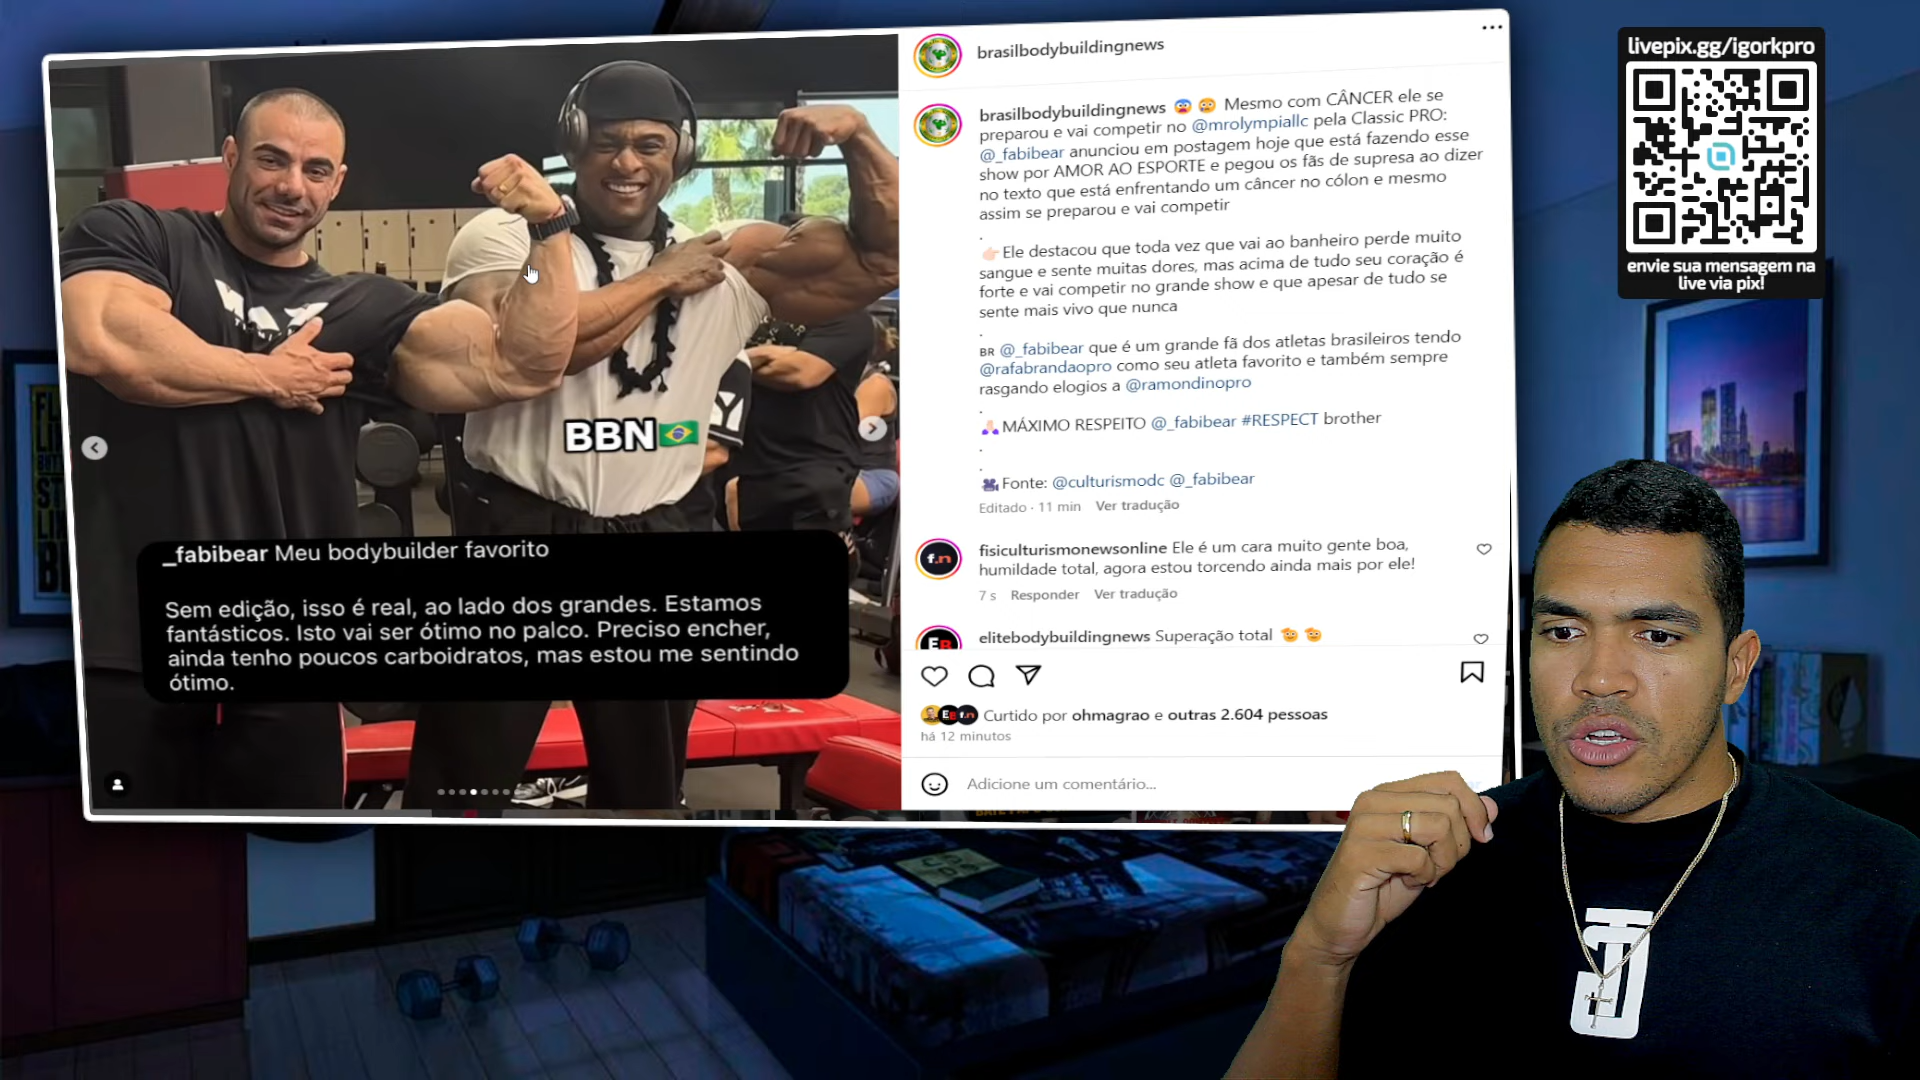 brasilbodybuildingnews
brasilbodybuildingnews 😨 😳 Mesmo com CÂNCER ele se
preparou e vai competir no @mrolympiallc pela Classic PRO:
@_fabibear anunciou em postagem hoje que está fazendo esse
show por AMOR AO ESPORTE e pegou os fãs de supresa ao dizer
no texto que está enfrentando um câncer no cólon e mesmo
assim se preparou e vai competir
.
👉🏻Ele destacou que toda vez que vai ao banheiro perde muito
sangue e sente muitas dores, mas acima de tudo seu coração é
forte e vai competir no grande show e que apesar de tudo se
sente mais vivo que nunca
.
BR @_fabibear que é um grande fã dos atletas brasileiros tendo
@rafabrandaopro como seu atleta favorito e também sempre
rasgando elogios a @ramondinopro
.
🙏🏻MÁXIMO RESPEITO @_fabibear #RESPECT brother
.
.
🎥Fonte: @culturismodc @_fabibear
Editado · 11 min Ver tradução
f.n
fisiculturismonewsonline Ele é um cara muito gente boa,
humildade total, agora estou torcendo ainda mais por ele!
7 s Responder Ver tradução
EB
elitebodybuildingnews Superação total 🫡 🫡
EB f.n Curtido por ohmagrao e outras 2.604 pessoas
há 12 minutos
Adicione um comentário...
BBN🇧🇷
_fabibear Meu bodybuilder favorito
Sem edição, isso é real, ao lado dos grandes. Estamos
fantásticos. Isto vai ser ótimo no palco. Preciso encher,
ainda tenho poucos carboidratos, mas estou me sentindo
ótimo.
livepix.gg/igorkpro
envie sua mensagem na
live via pix!